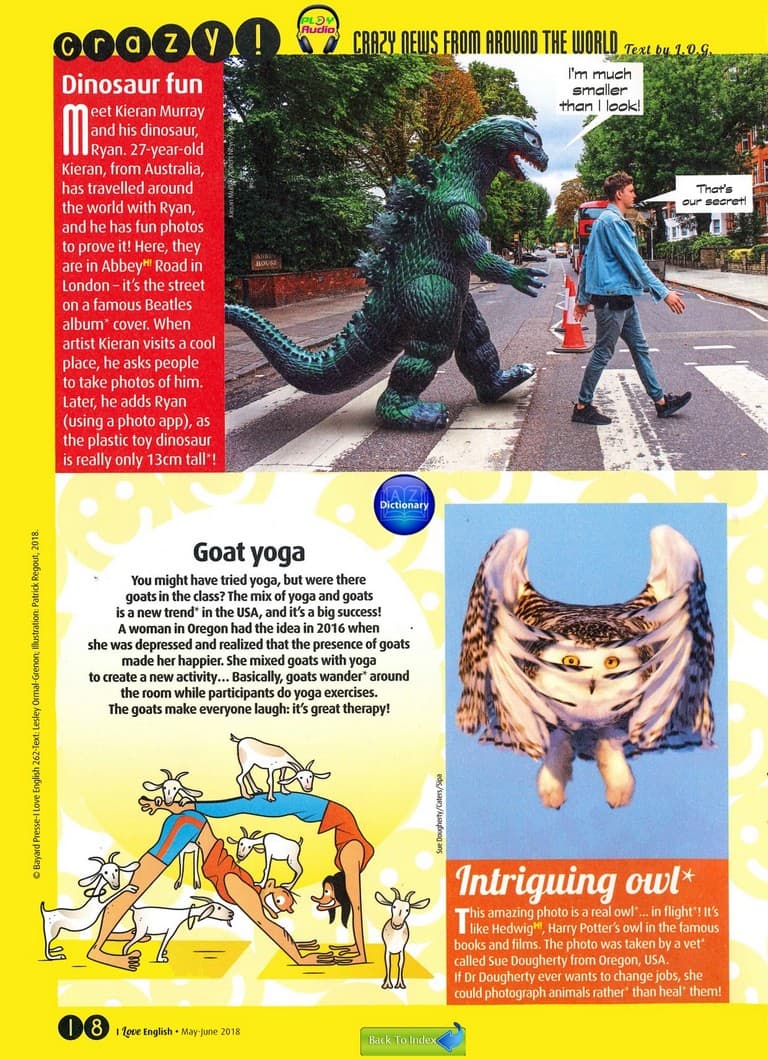 crazy!
PLAY
Audio
CRAZY NEWS FROM AROUND THE WORLD
Text by J.O.G.
Dinosaur fun
Meet Kieran Murray
and his dinosaur,
Ryan. 27-year-old
Kieran, from Australia,
has travelled around
the world with Ryan,
and he has fun photos
to prove it! Here, they
are in Abbey H! Road in
London – it's the street
on a famous Beatles
album* cover. When
artist Kieran visits a cool
place, he asks people
to take photos of him.
Later, he adds Ryan
(using a photo app), as
the plastic toy dinosaur
is really only 13cm tall*!
I'm much
smaller
than I look!
That's
our secret!
HOUSE
A Z
Dictionary
Goat yoga
You might have tried yoga, but were there
goats in the class? The mix of yoga and goats
is a new trend* in the USA, and it's a big success!
A woman in Oregon had the idea in 2016 when
she was depressed and realized that the presence of goats
made her happier. She mixed goats with yoga
to create a new activity... Basically, goats wander* around
the room while participants do yoga exercises.
The goats make everyone laugh: it's great therapy!
© Bayard Presse-I Love English 262-Text: Lesley Ormal-Grenon; Illustration: Patrick Regout, 2018.
Sue Dougherty/Caters/Sipa
Intriguing owl*
This amazing photo is a real owl*... in flight*! It's
like Hedwig H!, Harry Potter's owl in the famous
books and films. The photo was taken by a vet*
called Sue Dougherty from Oregon, USA.
If Dr Dougherty ever wants to change jobs, she
could photograph animals rather* than heal* them!
18
I Love English • May-June 2018
Back To Index